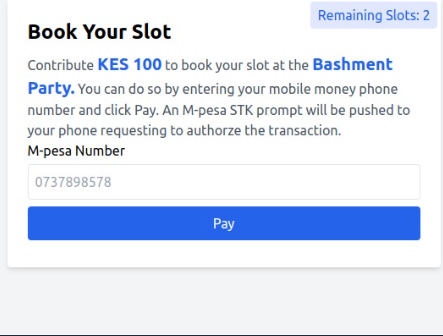 Remaining Slots: 2
Book Your Slot
Contribute KES 100 to book your slot at the Bashment
Party. You can do so by entering your mobile money phone
number and click Pay. An M-pesa STK prompt will be pushed to
your phone requesting to authorze the transaction.
M-pesa Number
0737898578
Pay